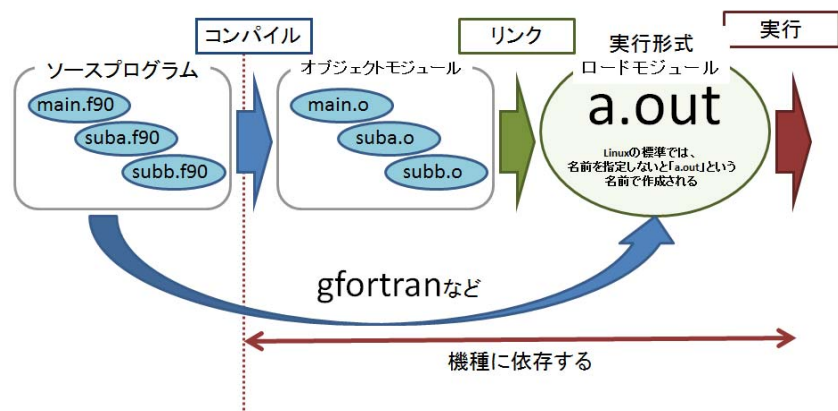 コンパイル
リンク
実行
ソースプログラム
main.f90
suba.f90
subb.f90
オブジェクトモジュール
main.o
suba.o
subb.o
実行形式
ロードモジュール
a.out
Linuxの標準では、
名前を指定しないと「a.out」という
名前で作成される
gfortranなど
機種に依存する